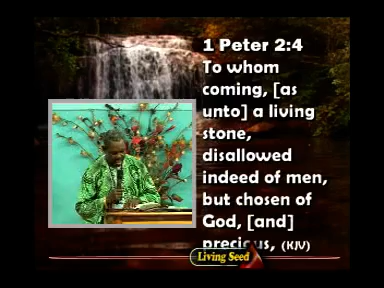 1 Peter 2:4
To whom
coming, [as
unto] a living
stone,
disallowed
indeed of men,
but chosen of
God, [and]
precious, (KJV)
Living Seed